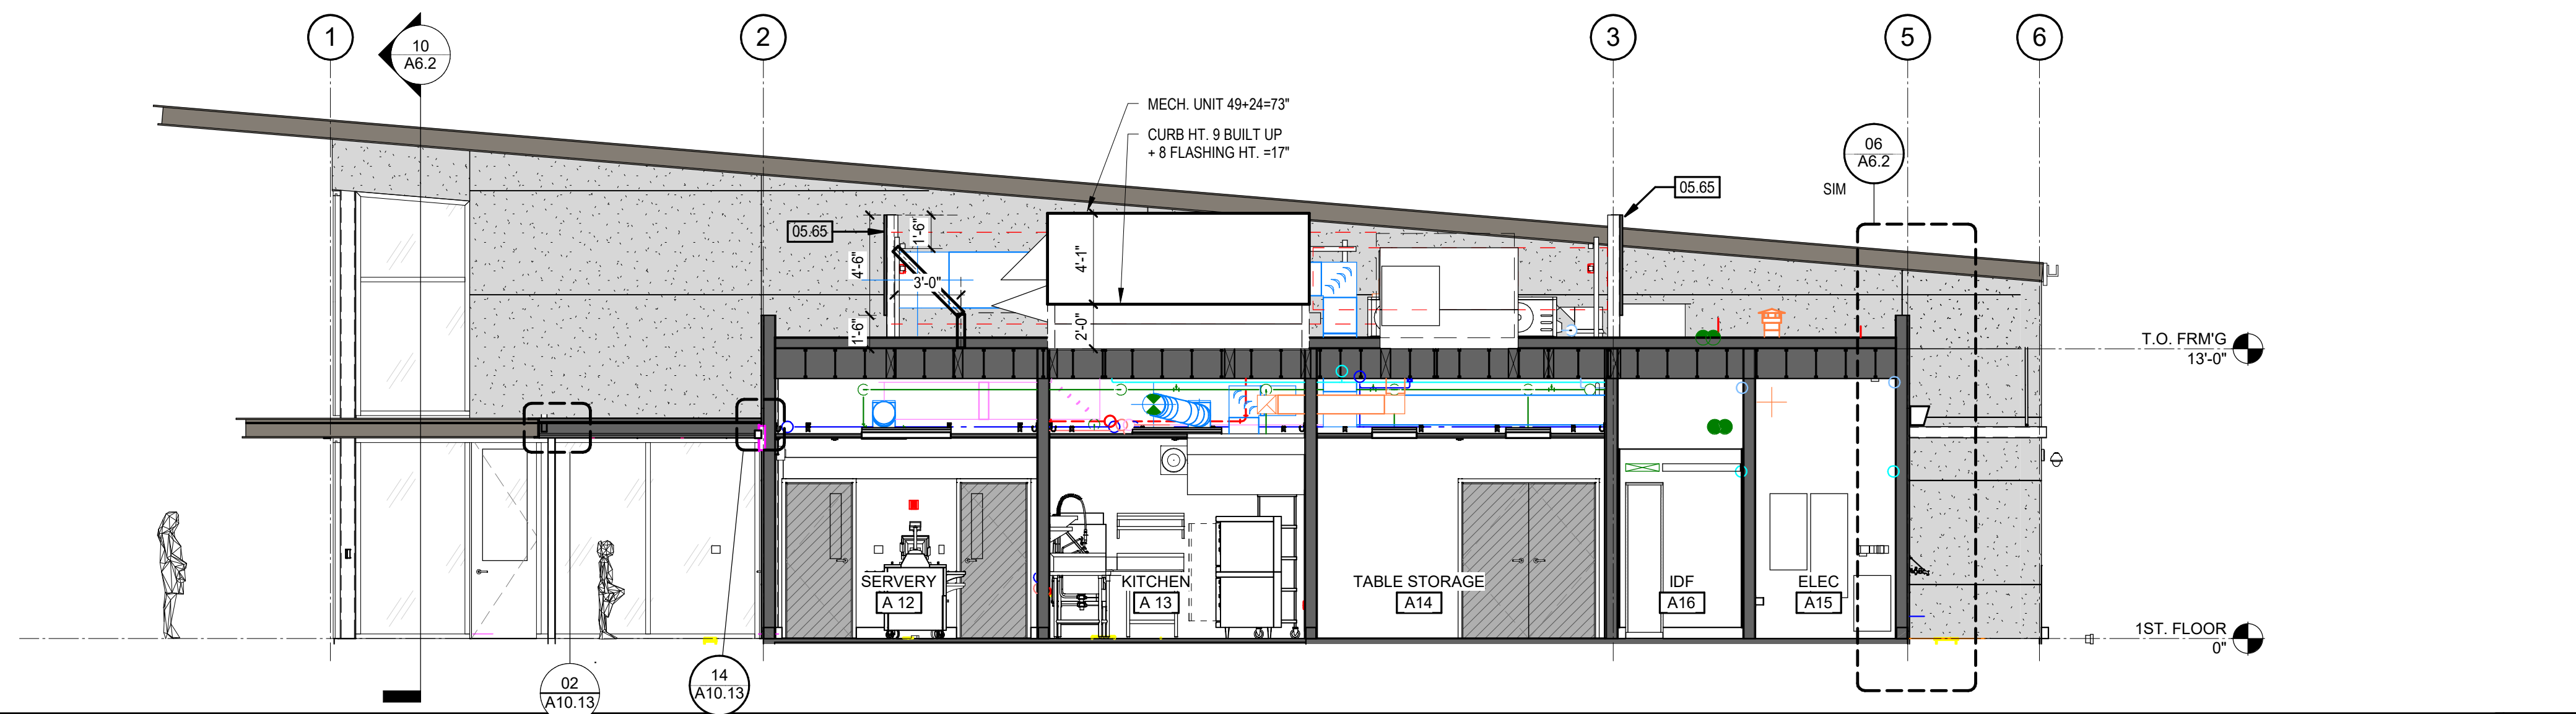 1
2
3
5
6
10
A6.2
MECH. UNIT 49+24=73"
CURB HT. 9 BUILT UP
+ 8 FLASHING HT. =17"
06
A6.2
SIM
05.65
05.65
1'-6"
4'-6"
3'-0"
1'-6"
4'-1"
2'-0"
T.O. FRM'G
13'-0"
SERVERY
A 12
KITCHEN
A 13
TABLE STORAGE
A14
IDF
A16
ELEC
A15
1ST. FLOOR
0"
02
A10.13
14
A10.13